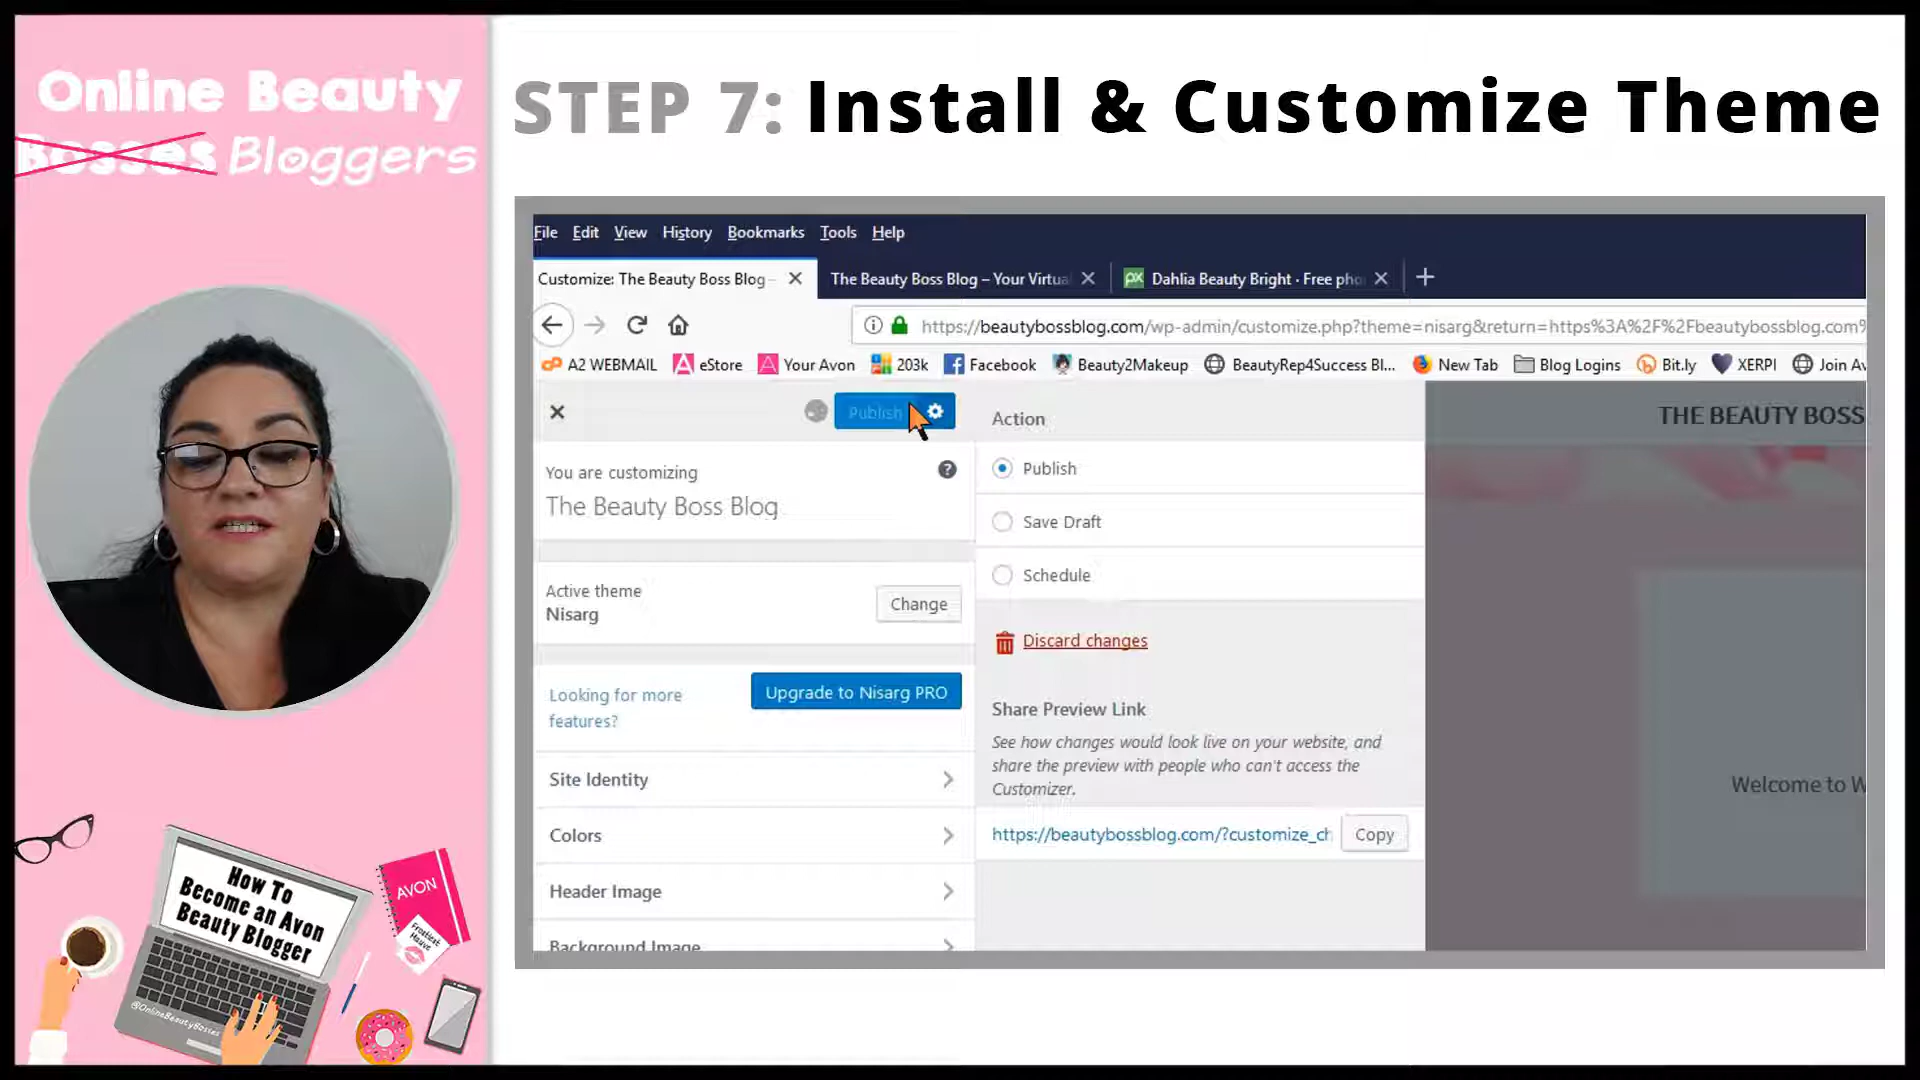 Online Beauty
Bosses Bloggers
STEP 7: Install & Customize Theme
File Edit View History Bookmarks Tools Help
Customize: The Beauty Boss Blog –
The Beauty Boss Blog – Your Virtua
px Dahlia Beauty Bright · Free pho
https://beautybossblog.com/wp-admin/customize.php?theme=nisarg&return=https%3A%2F%2Fbeautybossblog.com%
A2 WEBMAIL eStore Your Avon 203k Facebook Beauty2Makeup BeautyRep4Success Bl... New Tab Blog Logins Bit.ly XERPI Join Av
Publish
You are customizing
The Beauty Boss Blog
Active theme
Nisarg
Change
Looking for more
features?
Upgrade to Nisarg PRO
Site Identity
Colors
Header Image
Background Image
Action
Publish
Save Draft
Schedule
Discard changes
Share Preview Link
See how changes would look live on your website, and
share the preview with people who can't access the
Customizer.
https://beautybossblog.com/?customize_ch
Copy
THE BEAUTY BOSS
Welcome to W
How To
Become an Avon
Beauty Blogger
@OnlineBeautyBosses
AVON
Frostiest
Mauve